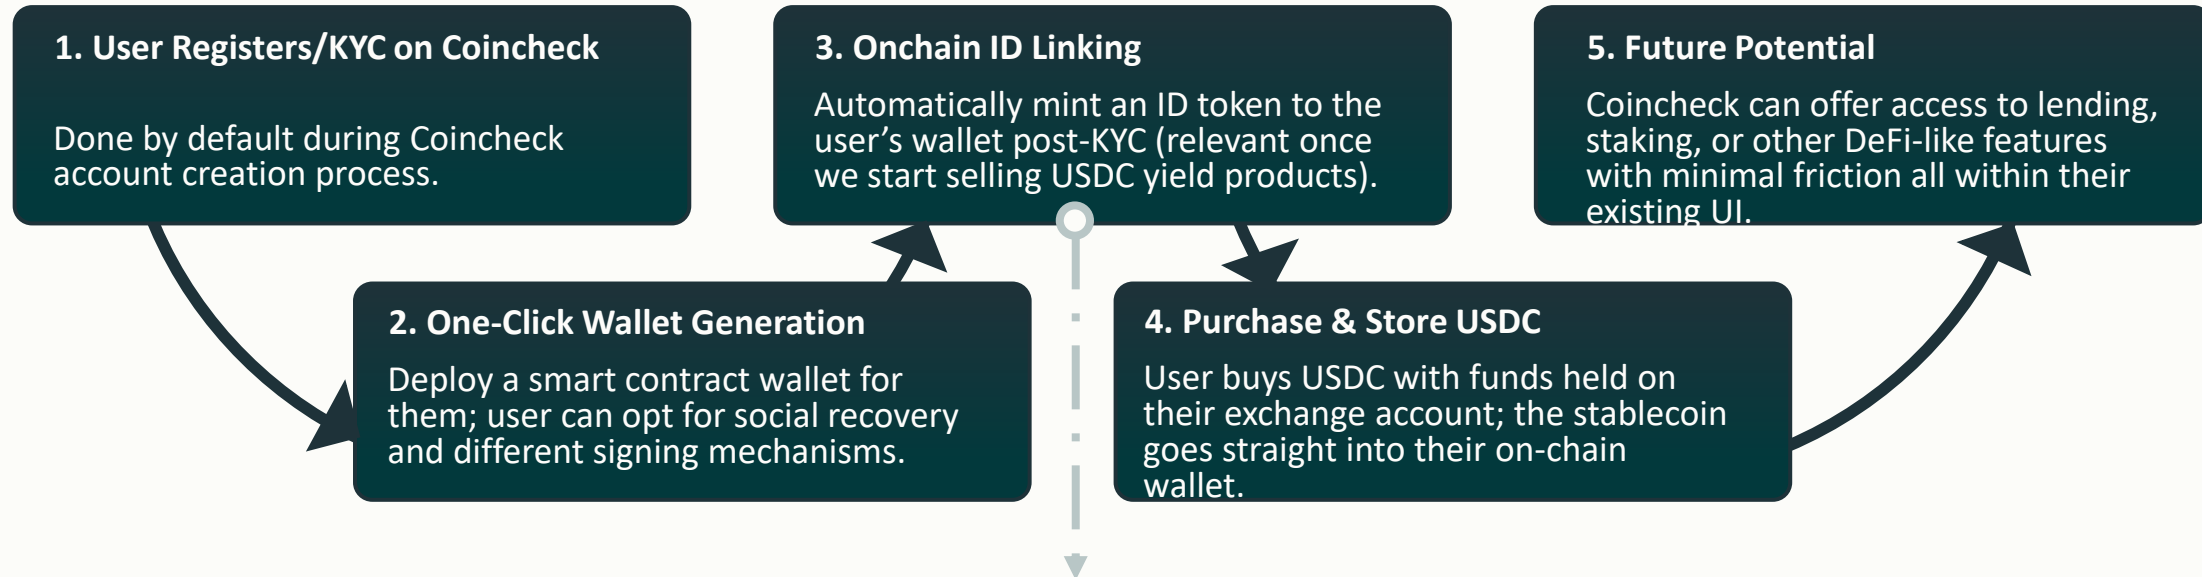 1. User Registers/KYC on Coincheck
Done by default during Coincheck
account creation process.
2. One-Click Wallet Generation
Deploy a smart contract wallet for
them; user can opt for social recovery
and different signing mechanisms.
3. Onchain ID Linking
Automatically mint an ID token to the
user’s wallet post-KYC (relevant once
we start selling USDC yield products).
4. Purchase & Store USDC
User buys USDC with funds held on
their exchange account; the stablecoin
goes straight into their on-chain
wallet.
5. Future Potential
Coincheck can offer access to lending,
staking, or other DeFi-like features
with minimal friction all within their
existing UI.